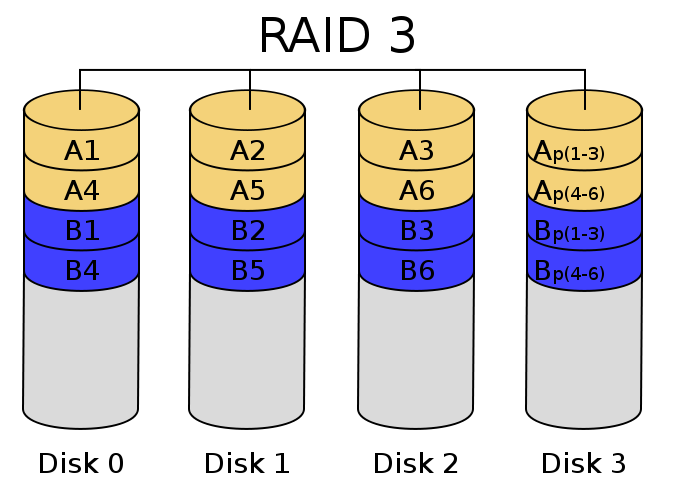 RAID 3
A1 A2 A3 Ap(1-3)
A4 A5 A6 Ap(4-6)
B1 B2 B3 Bp(1-3)
B4 B5 B6 Bp(4-6)
Disk 0 Disk 1 Disk 2 Disk 3